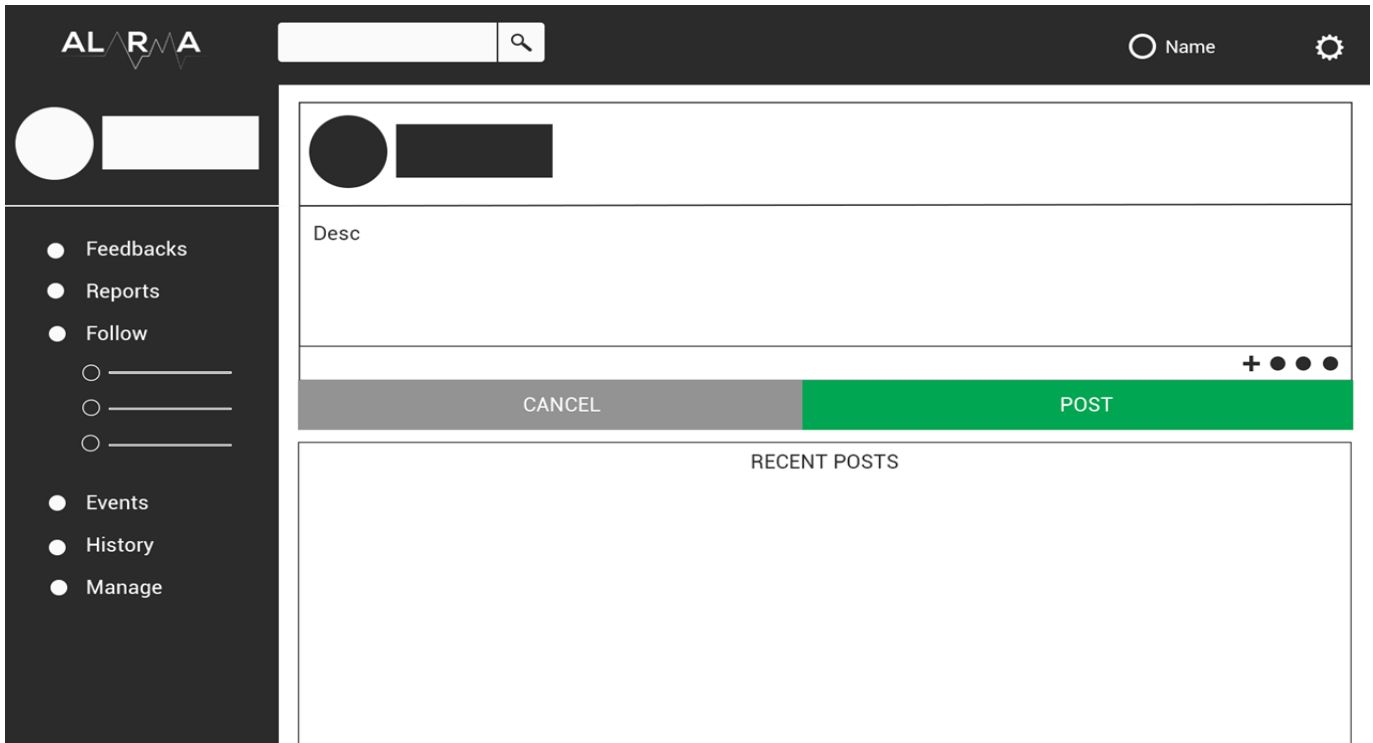 ALARMA
Name
Feedbacks
Reports
Follow
Events
History
Manage
Desc
CANCEL
POST
RECENT POSTS